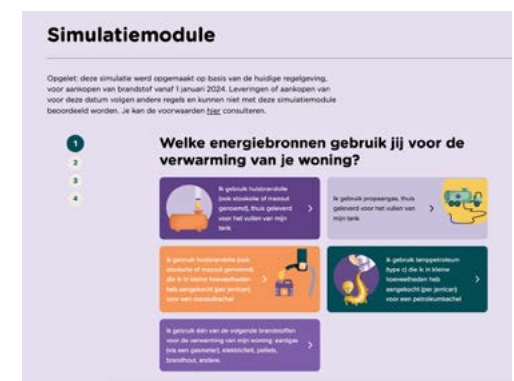 Simulatiemodule
Opgelet: deze simulatie werd opgemaakt op basis van de huidige regelgeving,
voor aankopen van brandstof vanaf 1 januari 2024. Leveringen of aankopen van
voor deze datum volgen andere regels en kunnen niet met deze simulatiemodule
beoordeeld worden. Je kan de voorwaarden hier consulteren.
1
2
3
4
Welke energiebronnen gebruik jij voor de
verwarming van je woning?
Ik gebruik huisbrandolie
(ook stookolie of mazout
genoemd), thuis geleverd
voor het vullen van mijn
tank
Ik gebruik propaangas, thuis
geleverd voor het vullen van
mijn tank
Ik gebruik huisbrandolie (ook
stookolie of mazout genoemd)
die ik in kleine hoeveelheden
heb aangekocht (per jerrican)
voor een mazoutkachel
Ik gebruik lamppetroleum
(type c) die ik in kleine
hoeveelheden heb
aangekocht (per jerrican)
voor een petroleumkachel
Ik gebruik één van de volgende brandstoffen
voor de verwarming van mijn woning: aardgas
(via een gasmeter), elektriciteit, pellets,
brandhout, andere.